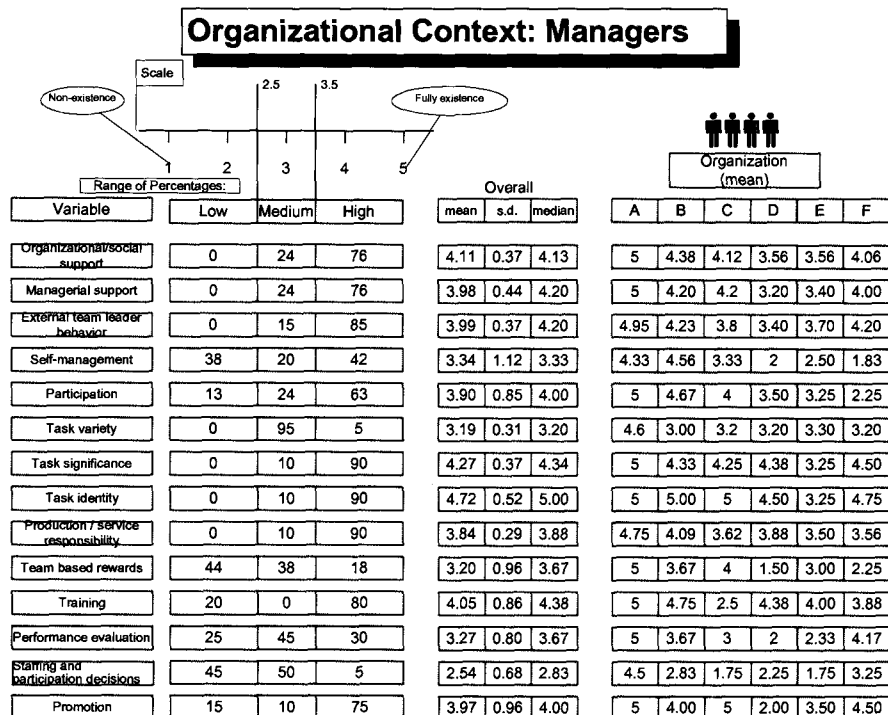 Organizational Context: Managers
Scale
2.5 3.5
Non-existence Fully existence
1 2 3 4 5
Organization
(mean)
Range of Percentages:
Overall
Variable Low Medium High mean s.d. median A B C D E F
Organizational/social
support 0 24 76 4.11 0.37 4.13 5 4.38 4.12 3.56 3.56 4.06
Managerial support 0 24 76 3.98 0.44 4.20 5 4.20 4.2 3.20 3.40 4.00
External team leader
behavior 0 15 85 3.99 0.37 4.20 4.95 4.23 3.8 3.40 3.70 4.20
Self-management 38 20 42 3.34 1.12 3.33 4.33 4.56 3.33 2 2.50 1.83
Participation 13 24 63 3.90 0.85 4.00 5 4.67 4 3.50 3.25 2.25
Task variety 0 95 5 3.19 0.31 3.20 4.6 3.00 3.2 3.20 3.30 3.20
Task significance 0 10 90 4.27 0.37 4.34 5 4.33 4.25 4.38 3.25 4.50
Task identity 0 10 90 4.72 0.52 5.00 5 5.00 5 4.50 3.25 4.75
Production / service
responsibility 0 10 90 3.84 0.29 3.88 4.75 4.09 3.62 3.88 3.50 3.56
Team based rewards 44 38 18 3.20 0.96 3.67 5 3.67 4 1.50 3.00 2.25
Training 20 0 80 4.05 0.86 4.38 5 4.75 2.5 4.38 4.00 3.88
Performance evaluation 25 45 30 3.27 0.80 3.67 5 3.67 3 2 2.33 4.17
Staffing and
participation decisions 45 50 5 2.54 0.68 2.83 4.5 2.83 1.75 2.25 1.75 3.25
Promotion 15 10 75 3.97 0.96 4.00 5 4.00 5 2.00 3.50 4.50